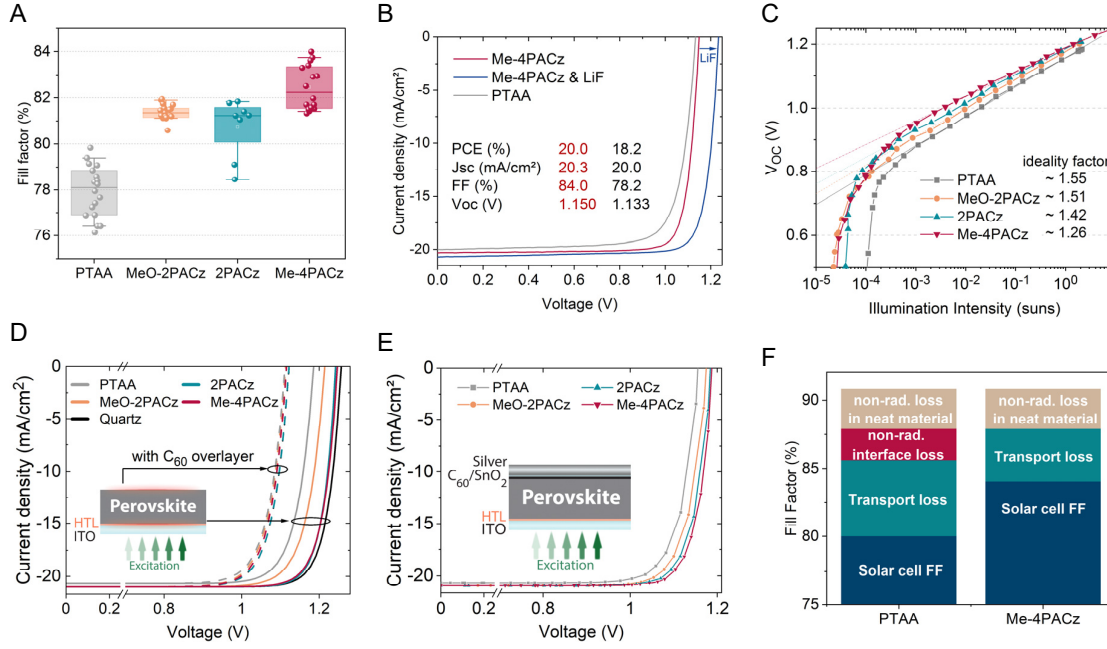 A
Fill factor (%)
84
82
80
78
76
PTAA
MeO-2PACz
2PACz
Me-4PACz
B
Current density (mA/cm²)
0
-5
-10
-15
-20
LiF
Me-4PACz
Me-4PACz & LiF
PTAA
PCE (%) 20.0 18.2
Jsc (mA/cm²) 20.3 20.0
FF (%) 84.0 78.2
Voc (V) 1.150 1.133
0.0 0.2 0.4 0.6 0.8 1.0 1.2
Voltage (V)
C
V_OC (V)
1.2
1.0
0.8
0.6
ideality factor
PTAA ~ 1.55
MeO-2PACz ~ 1.51
2PACz ~ 1.42
Me-4PACz ~ 1.26
10⁻⁵ 10⁻⁴ 10⁻³ 10⁻² 10⁻¹ 10⁰
Illumination Intensity (suns)
D
Current density (mA/cm²)
0
-5
-10
-15
-20
PTAA 2PACz
MeO-2PACz Me-4PACz
Quartz
with C₆₀ overlayer
Perovskite
HTL
ITO
Excitation
0 0.2 0.8 1 1.2
Voltage (V)
E
Current density (mA/cm²)
0
-5
-10
-15
-20
PTAA 2PACz
MeO-2PACz Me-4PACz
Silver
C₆₀/SnO₂
Perovskite
HTL
ITO
Excitation
0 0.2 0.8 1 1.2
Voltage (V)
F
Fill Factor (%)
90
85
80
75
non-rad. loss
in neat material
non-rad.
interface loss
Transport loss
Solar cell FF
non-rad. loss
in neat material
Transport loss
Solar cell FF
PTAA
Me-4PACz